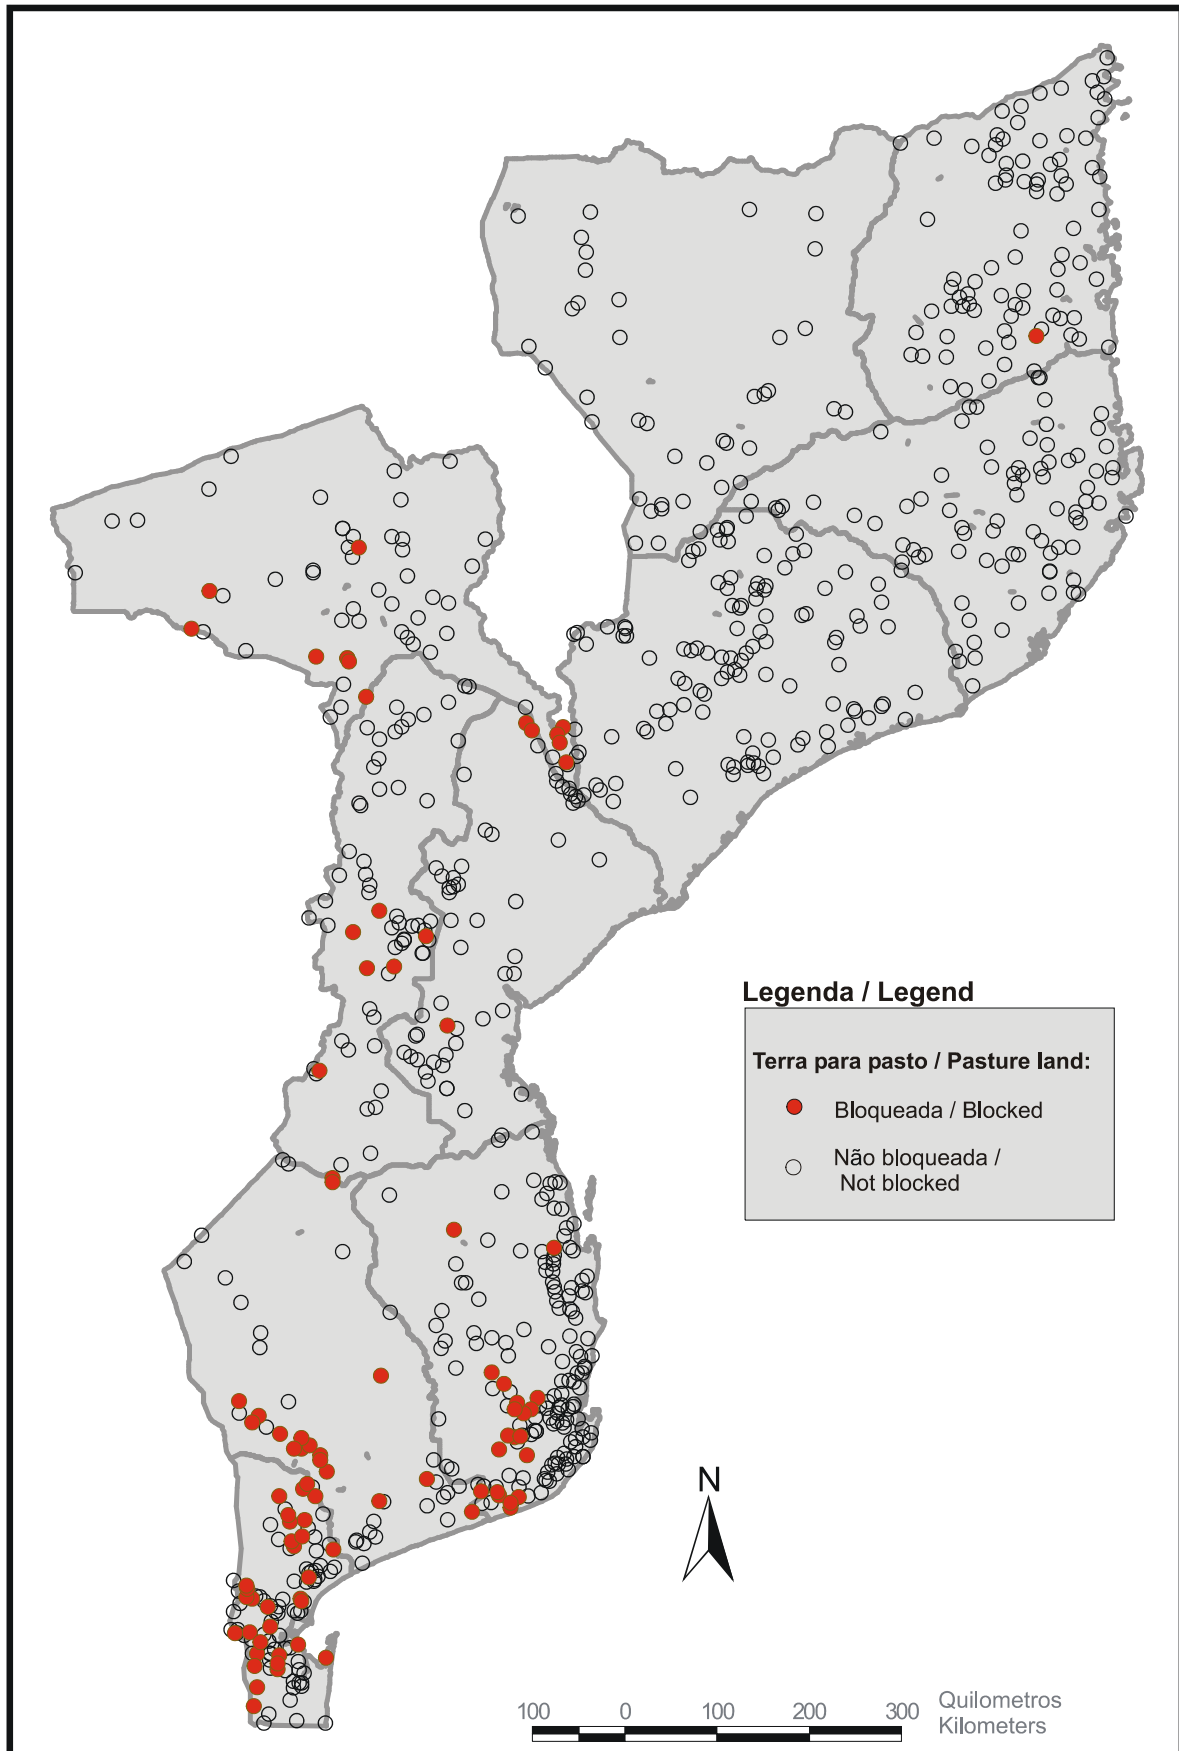 Legenda / Legend
Terra para pasto / Pasture land:
Bloqueada / Blocked
Não bloqueada /
Not blocked
N
100 0 100 200 300
Quilometros
Kilometers